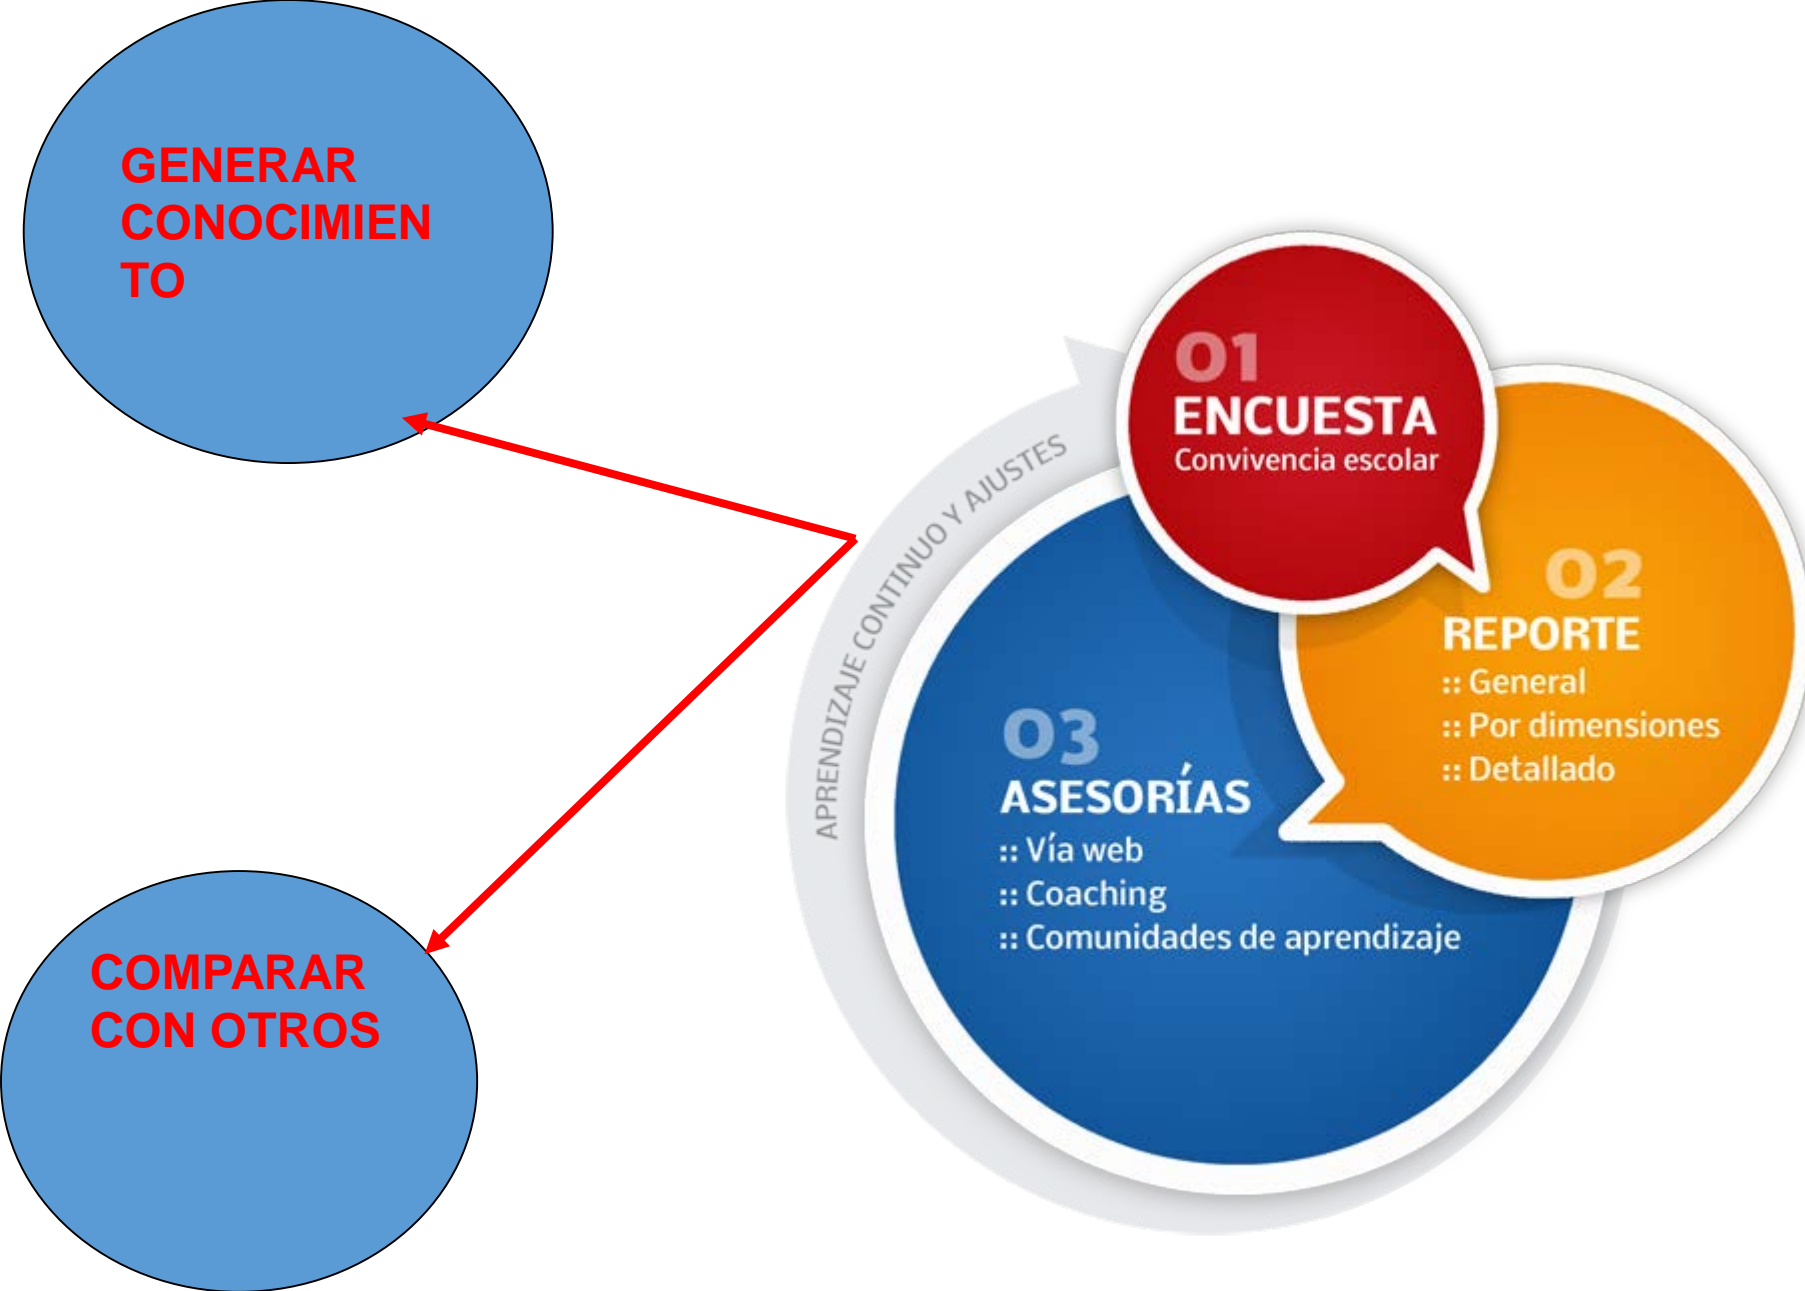 GENERAR
CONOCIMIEN
TO
COMPARAR
CON OTROS
APRENDIZAJE CONTINUO Y AJUSTES
01
ENCUESTA
Convivencia escolar
02
REPORTE
:: General
:: Por dimensiones
:: Detallado
03
ASESORÍAS
:: Vía web
:: Coaching
:: Comunidades de aprendizaje